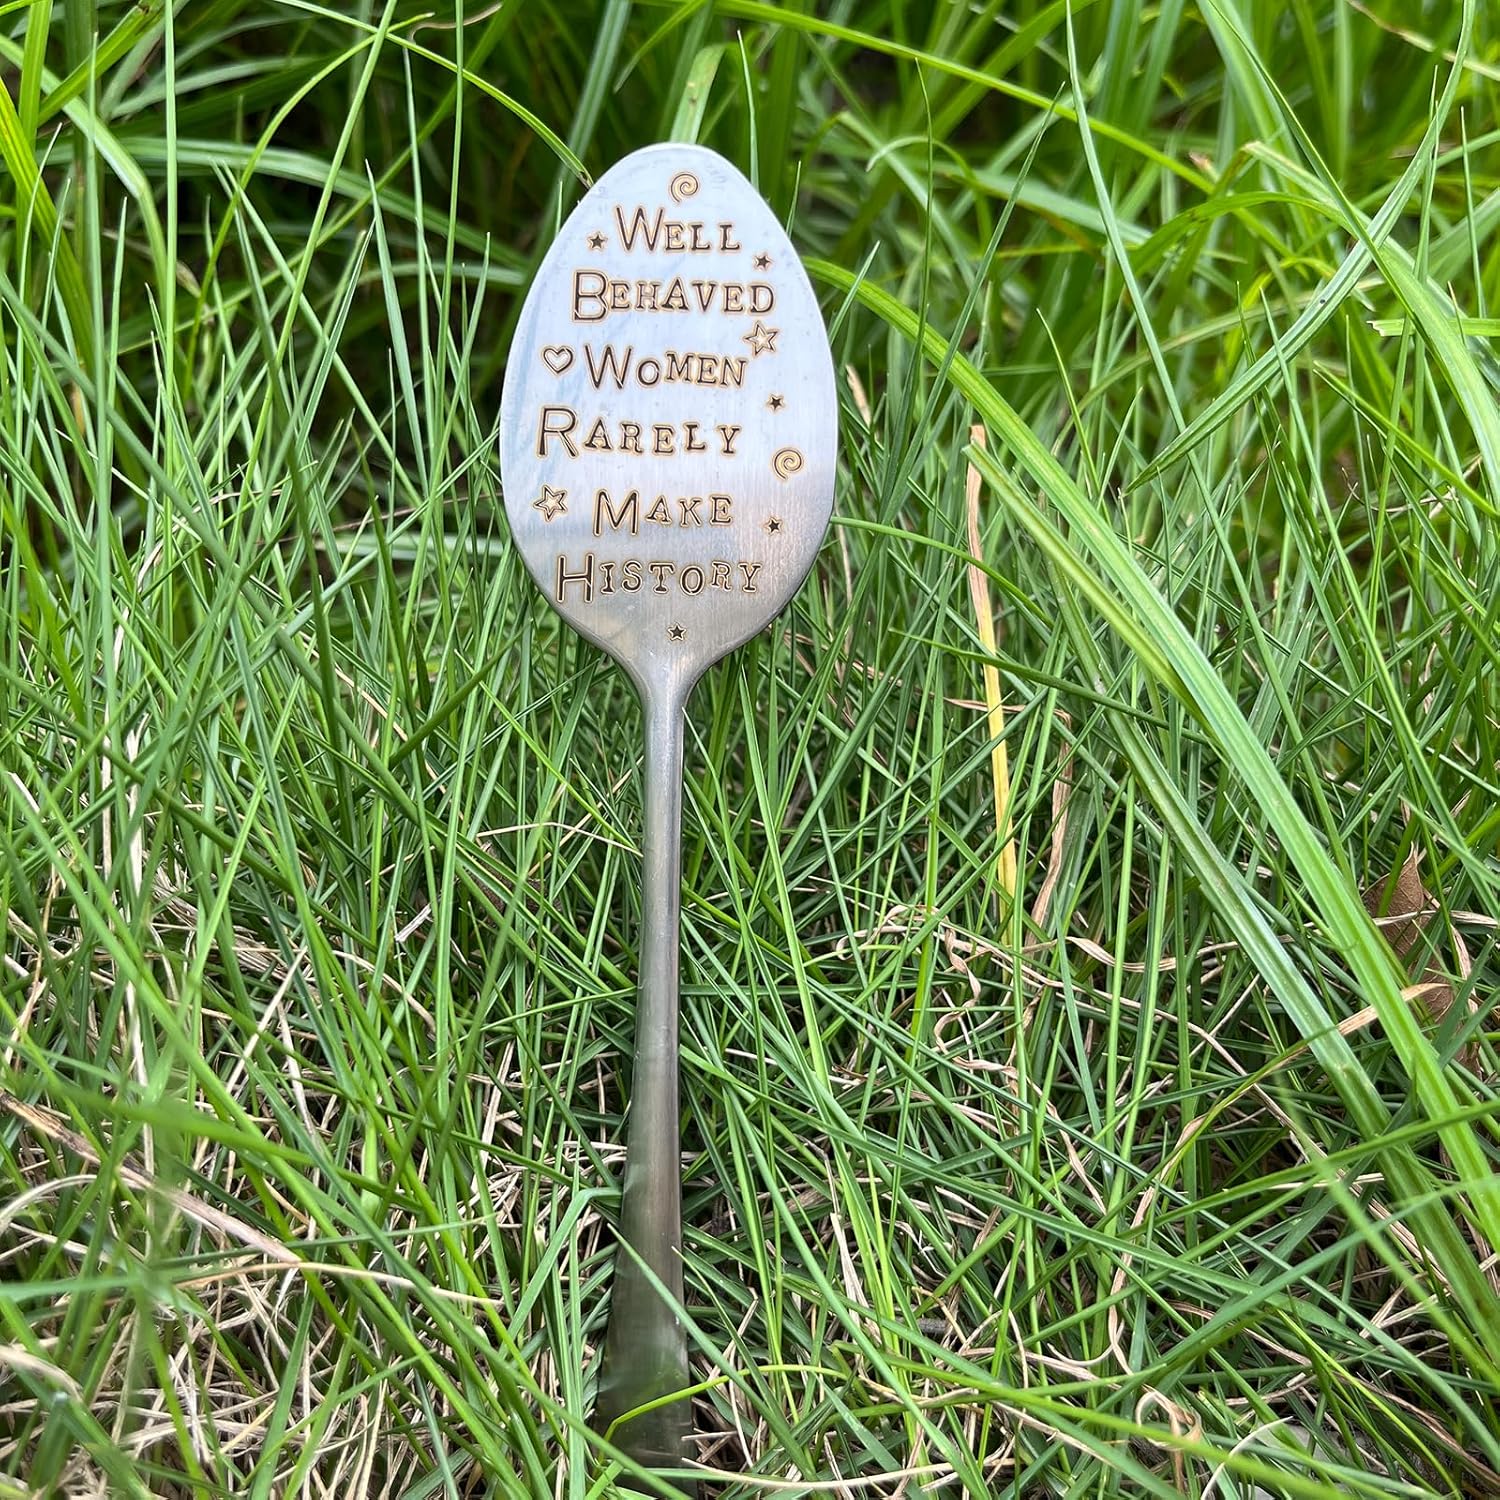 Well
Behaved
Women
Rarely
Make
History